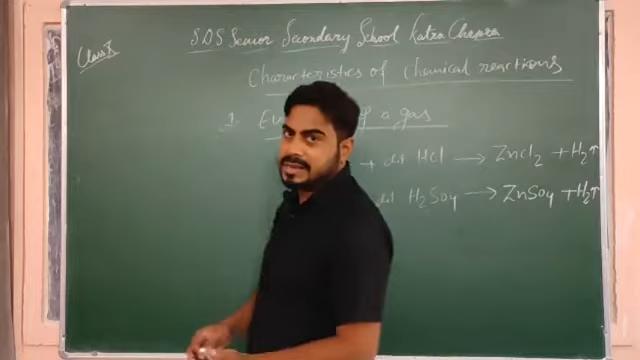 Class X
SDS Senior Secondary School Katra Chapra
Characteristics of chemical reactions
1. of a gas
+ dil HCl → ZnCl₂ + H₂↑
dil H₂SO₄ → ZnSO₄ + H₂↑